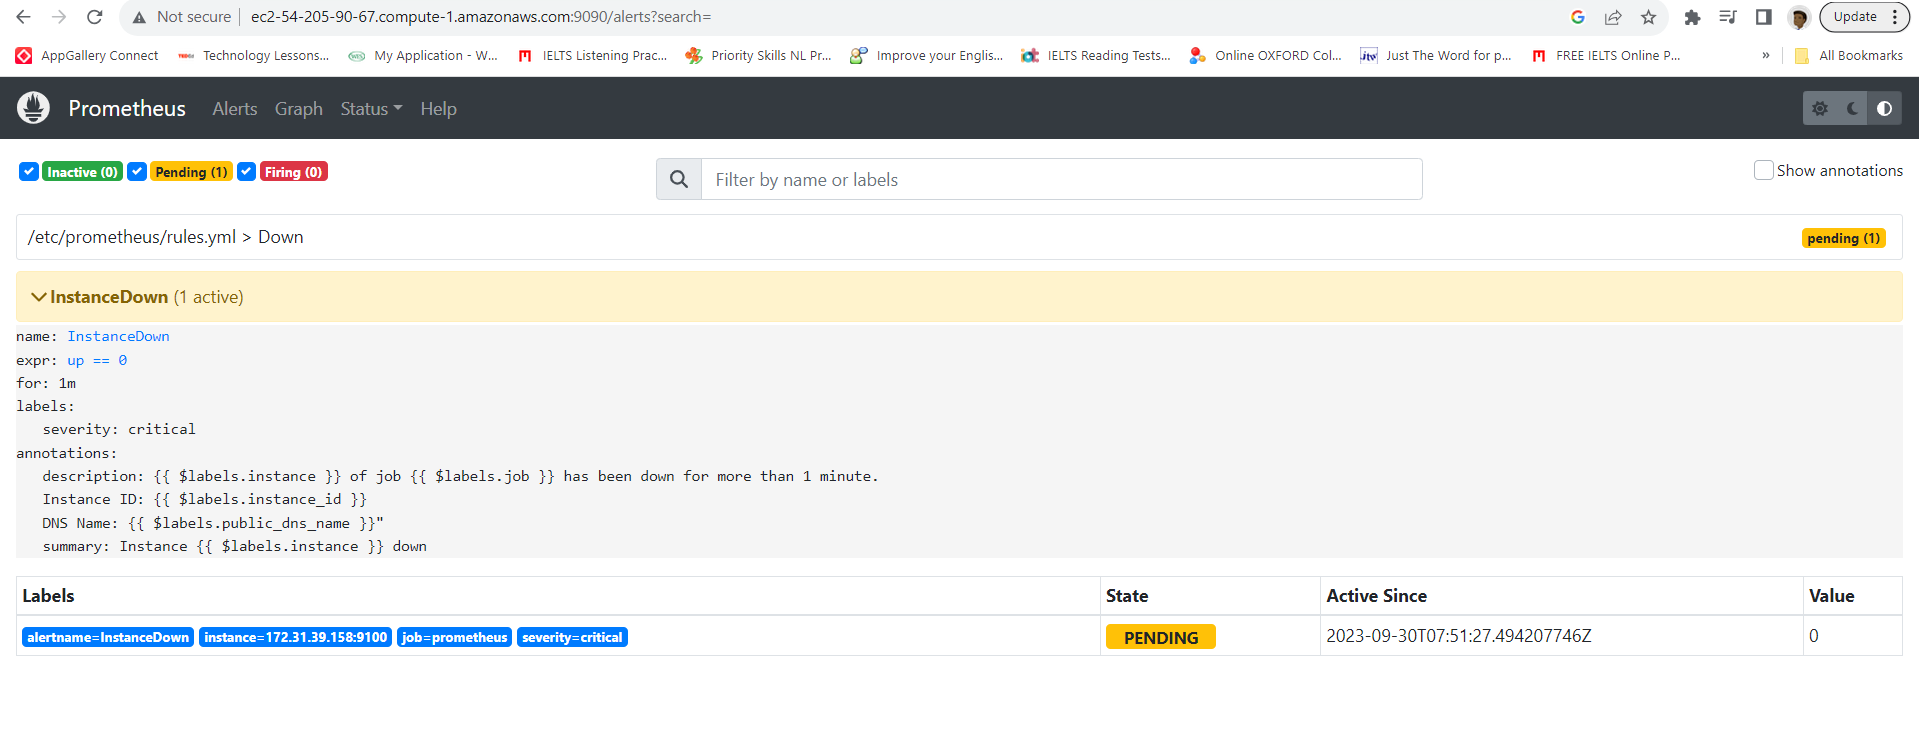 Not secure ec2-54-205-90-67.compute-1.amazonaws.com:9090/alerts?search= Update
AppGallery Connect Technology Lessons... My Application - W... IELTS Listening Prac... Priority Skills NL Pr... Improve your Englis... IELTS Reading Tests... Online OXFORD Col... Just The Word for p... FREE IELTS Online P... » All Bookmarks
Prometheus Alerts Graph Status Help
Inactive (0) Pending (1) Firing (0) Filter by name or labels Show annotations
/etc/prometheus/rules.yml > Down pending (1)
InstanceDown (1 active)
name: InstanceDown
expr: up == 0
for: 1m
labels:
severity: critical
annotations:
description: {{ $labels.instance }} of job {{ $labels.job }} has been down for more than 1 minute.
Instance ID: {{ $labels.instance_id }}
DNS Name: {{ $labels.public_dns_name }}"
summary: Instance {{ $labels.instance }} down
Labels State Active Since Value
alertname=InstanceDown instance=172.31.39.158:9100 job=prometheus severity=critical PENDING 2023-09-30T07:51:27.494207746Z 0